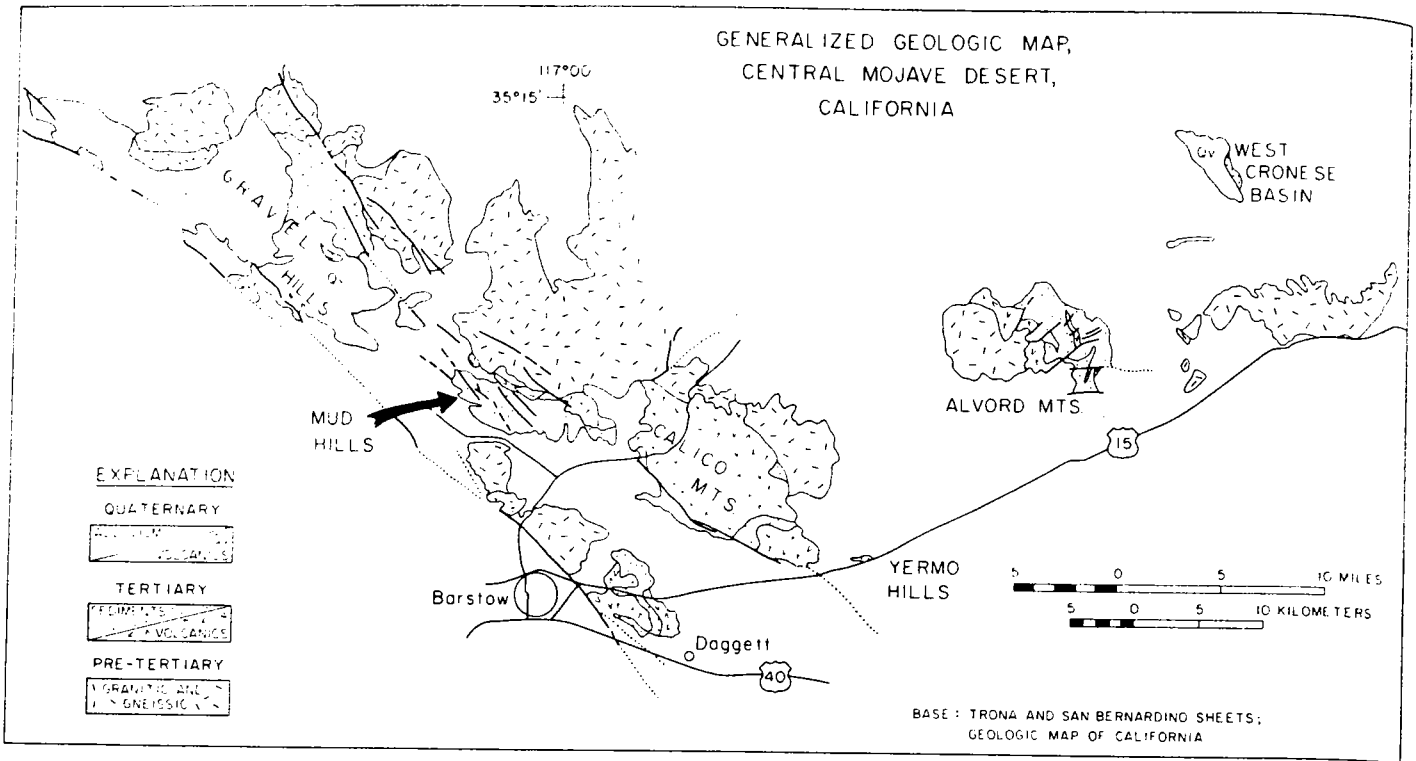 GENERALIZED GEOLOGIC MAP,
CENTRAL MOJAVE DESERT,
CALIFORNIA
117°00
35°15'
Qv
WEST
CRONESE
BASIN
GRAVEL
HILLS
MUD
HILLS
CALICO
MTS.
ALVORD MTS.
15
EXPLANATION
QUATERNARY
VOLCANICS
TERTIARY
SEDIMENTS
VOLCANICS
PRE-TERTIARY
GRANITIC AND
GNEISSIC
Barstow
Daggett
40
YERMO
HILLS
5 0 5 10 MILES
5 0 5 10 KILOMETERS
BASE: TRONA AND SAN BERNARDINO SHEETS;
GEOLOGIC MAP OF CALIFORNIA